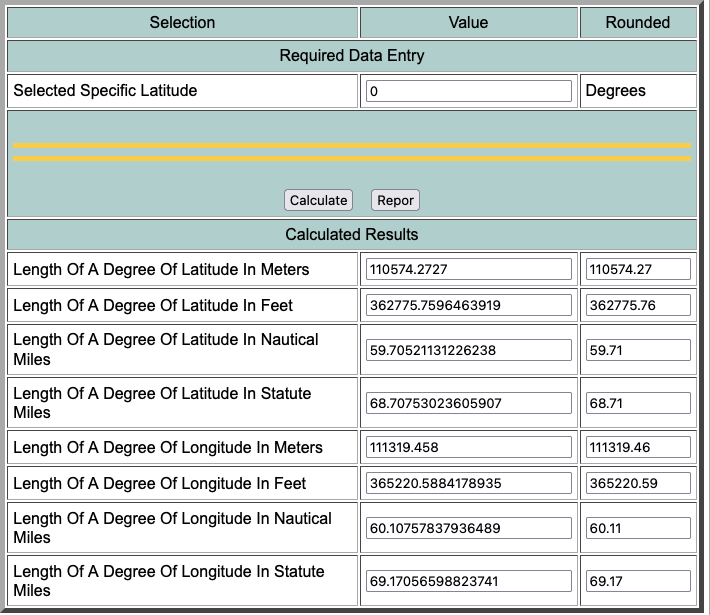 Selection Value Rounded
Required Data Entry
Selected Specific Latitude 0 Degrees
Calculate Repor
Calculated Results
Length Of A Degree Of Latitude In Meters 110574.2727 110574.27
Length Of A Degree Of Latitude In Feet 362775.7596463919 362775.76
Length Of A Degree Of Latitude In Nautical
Miles 59.70521131226238 59.71
Length Of A Degree Of Latitude In Statute
Miles 68.70753023605907 68.71
Length Of A Degree Of Longitude In Meters 111319.458 111319.46
Length Of A Degree Of Longitude In Feet 365220.5884178935 365220.59
Length Of A Degree Of Longitude In Nautical
Miles 60.10757837936489 60.11
Length Of A Degree Of Longitude In Statute
Miles 69.17056598823741 69.17